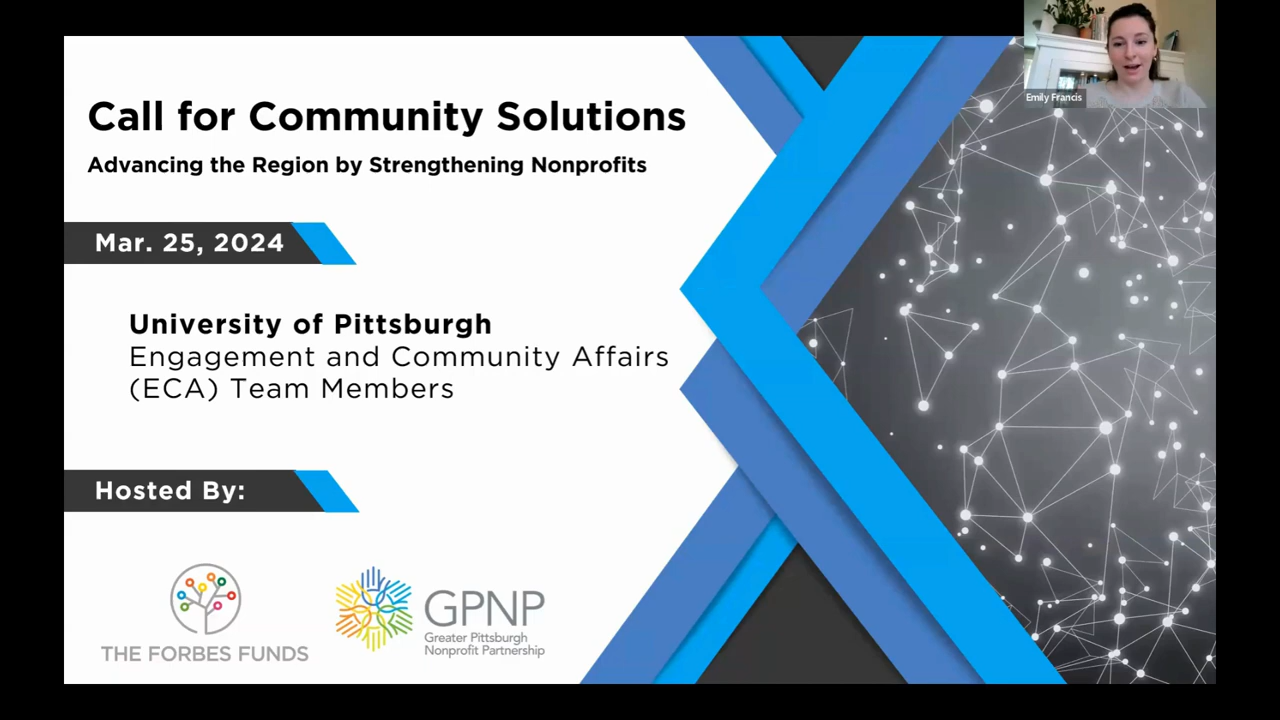 Call for Community Solutions
Advancing the Region by Strengthening Nonprofits
Mar. 25, 2024
University of Pittsburgh
Engagement and Community Affairs
(ECA) Team Members
Hosted By:
THE FORBES FUNDS
GPNP
Greater Pittsburgh
Nonprofit Partnership
Emily Francis